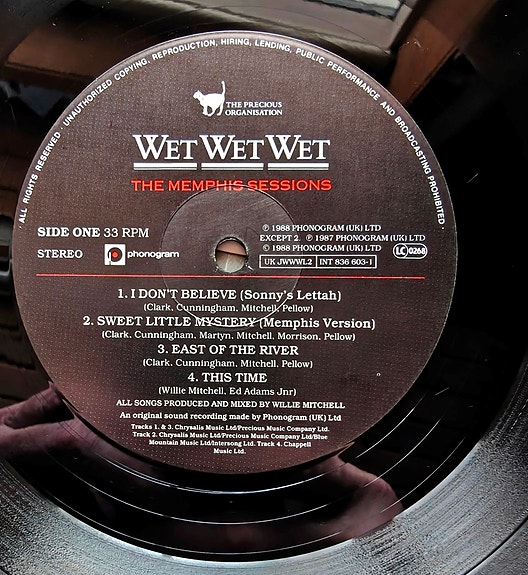 ALL RIGHTS RESERVED · UNAUTHORIZED COPYING, REPRODUCTION, HIRING, LENDING, PUBLIC PERFORMANCE AND BROADCASTING PROHIBITED ·
THE PRECIOUS
ORGANISATION
WET WET WET
THE MEMPHIS SESSIONS
SIDE ONE 33 RPM
STEREO
phonogram
℗ 1988 PHONOGRAM (UK) LTD
EXCEPT 2. ℗ 1987 PHONOGRAM (UK) LTD
© 1988 PHONOGRAM (UK) LTD
LC 0268
UK JWWWL2 INT 836 603-1
1. I DON'T BELIEVE (Sonny's Lettah)
(Clark, Cunningham, Mitchell, Pellow)
2. SWEET LITTLE MYSTERY (Memphis Version)
(Clark, Cunningham, Martyn, Mitchell, Morrison, Pellow)
3. EAST OF THE RIVER
(Clark, Cunningham, Mitchell, Pellow)
4. THIS TIME
(Willie Mitchell, Ed Adams Jnr)
ALL SONGS PRODUCED AND MIXED BY WILLIE MITCHELL
An original sound recording made by Phonogram (UK) Ltd
Tracks 1. & 3. Chrysalis Music Ltd/Precious Music Company Ltd.
Track 2. Chrysalis Music Ltd/Precious Music Company Ltd/Blue
Mountain Music Ltd/Intersong Ltd. Track 4. Chappell
Music Ltd.